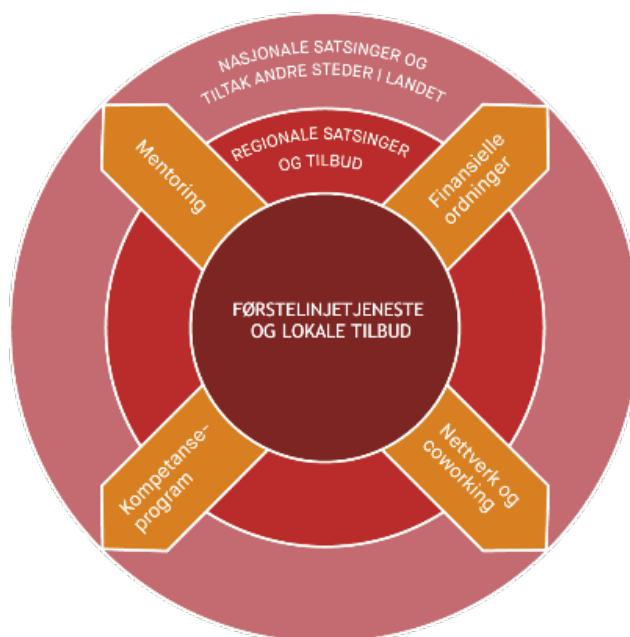 NASJONALE SATSINGER OG
TILTAK ANDRE STEDER I LANDET
REGIONALE SATSINGER
OG TILBUD
Mentoring
Finansielle
ordninger
FØRSTELINJETJENESTE
OG LOKALE TILBUD
Kompetanse-
program
Nettverk og
coworking